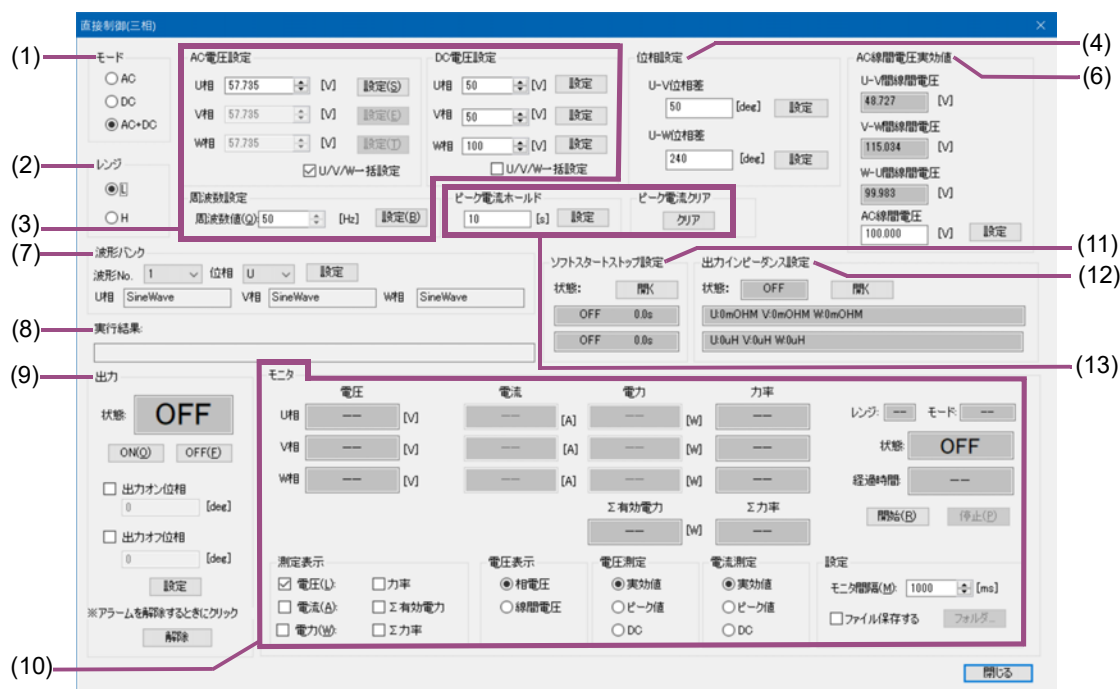 直接制御(三相)
(1)
モード
AC
DC
AC+DC
(2)
レンジ
L
H
(3)
AC電圧設定
U相 57.735 [V] 設定(S)
V相 57.735 [V] 設定(E)
W相 57.735 [V] 設定(T)
U/V/W一括設定
周波数設定
周波数値(Q): 50 [Hz] 設定(B)
DC電圧設定
U相 50 [V] 設定
V相 50 [V] 設定
W相 100 [V] 設定
U/V/W一括設定
(4)
位相設定
U-V位相差
50 [deg] 設定
U-W位相差
240 [deg] 設定
(6)
AC線間電圧実効値
U-V間線間電圧
48.727 [V]
V-W間線間電圧
115.034 [V]
W-U間線間電圧
99.983 [V]
AC線間電圧
100.000 [V] 設定
ピーク電流ホールド
10 [s] 設定
ピーク電流クリア
クリア
(7)
波形バンク
波形No. 1 位相 U 設定
U相 SineWave V相 SineWave W相 SineWave
(11)
ソフトスタートストップ設定
状態: 開く
OFF 0.0s
OFF 0.0s
(12)
出力インピーダンス設定
状態: OFF 開く
U:0mOHM V:0mOHM W:0mOHM
U:0uH V:0uH W:0uH
(8)
実行結果:
(13)
(9)
出力
状態: OFF
ON(O) OFF(F)
出力オン位相
0 [deg]
出力オフ位相
0 [deg]
設定
※アラームを解除するときにクリック
解除
(10)
モニタ
電圧 電流 電力 力率
U相 -- [V] -- [A] -- [W] --
V相 -- [V] -- [A] -- [W] --
W相 -- [V] -- [A] -- [W] --
Σ有効電力 Σ力率
-- [W] --
レンジ: -- モード: --
状態: OFF
経過時間: --
開始(R) 停止(P)
測定表示
電圧(L): 力率
電流(A): Σ有効電力
電力(W): Σ力率
電圧表示
相電圧
線間電圧
電圧測定
実効値
ピーク値
DC
電流測定
実効値
ピーク値
DC
設定
モニタ間隔(M): 1000 [ms]
ファイル保存する フォルダ...
閉じる